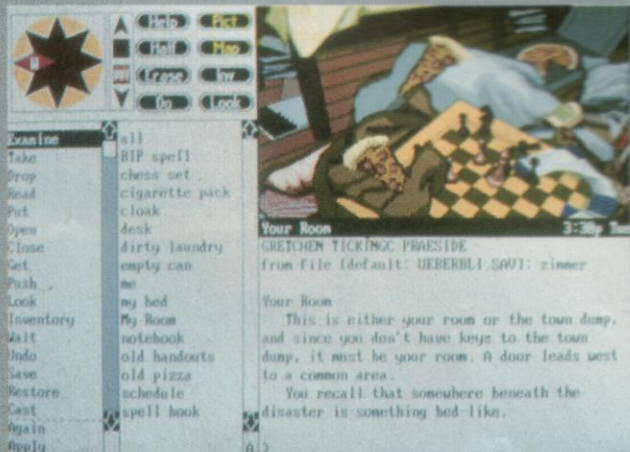 Help
Pict
Half
Map
Erase
Inv
Do
Look
W
Examine
Take
Drop
Read
Put
Open
Close
Get
Push
Look
Inventory
Wait
Undo
Save
Restore
Cast
Again
Apply
all
BIP spell
chess set
cigarette pack
cloak
desk
dirty laundry
empty can
me
my bed
My Room
notebook
old handouts
old pizza
schedule
spell book
Your Room 3:30p Tue
GRETCHEN TICKINGC PRAESIDE
from file [default: UEBERBLI.SAV]: zimmer
Your Room
This is either your room or the town dump,
and since you don't have keys to the town
dump, it must be your room. A door leads west
to a common area.
You recall that somewhere beneath the
disaster is something bed-like.
>